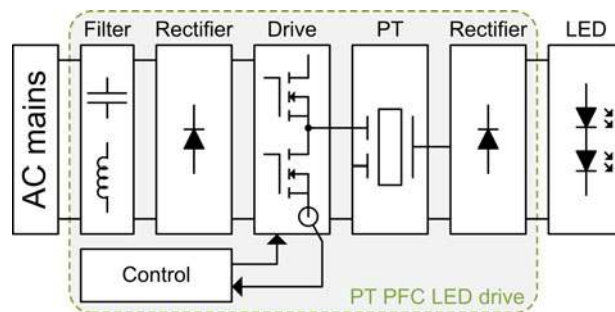 Filter Rectifier Drive PT Rectifier LED
AC mains
Control
PT PFC LED drive